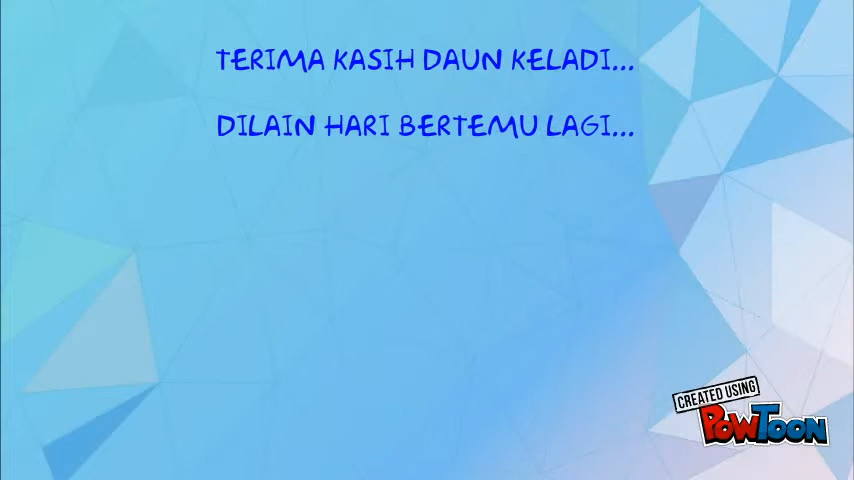 TERIMA KASIH DAUN KELADI...
DILAIN HARI BERTEMU LAGI...
CREATED USING
POWTOON